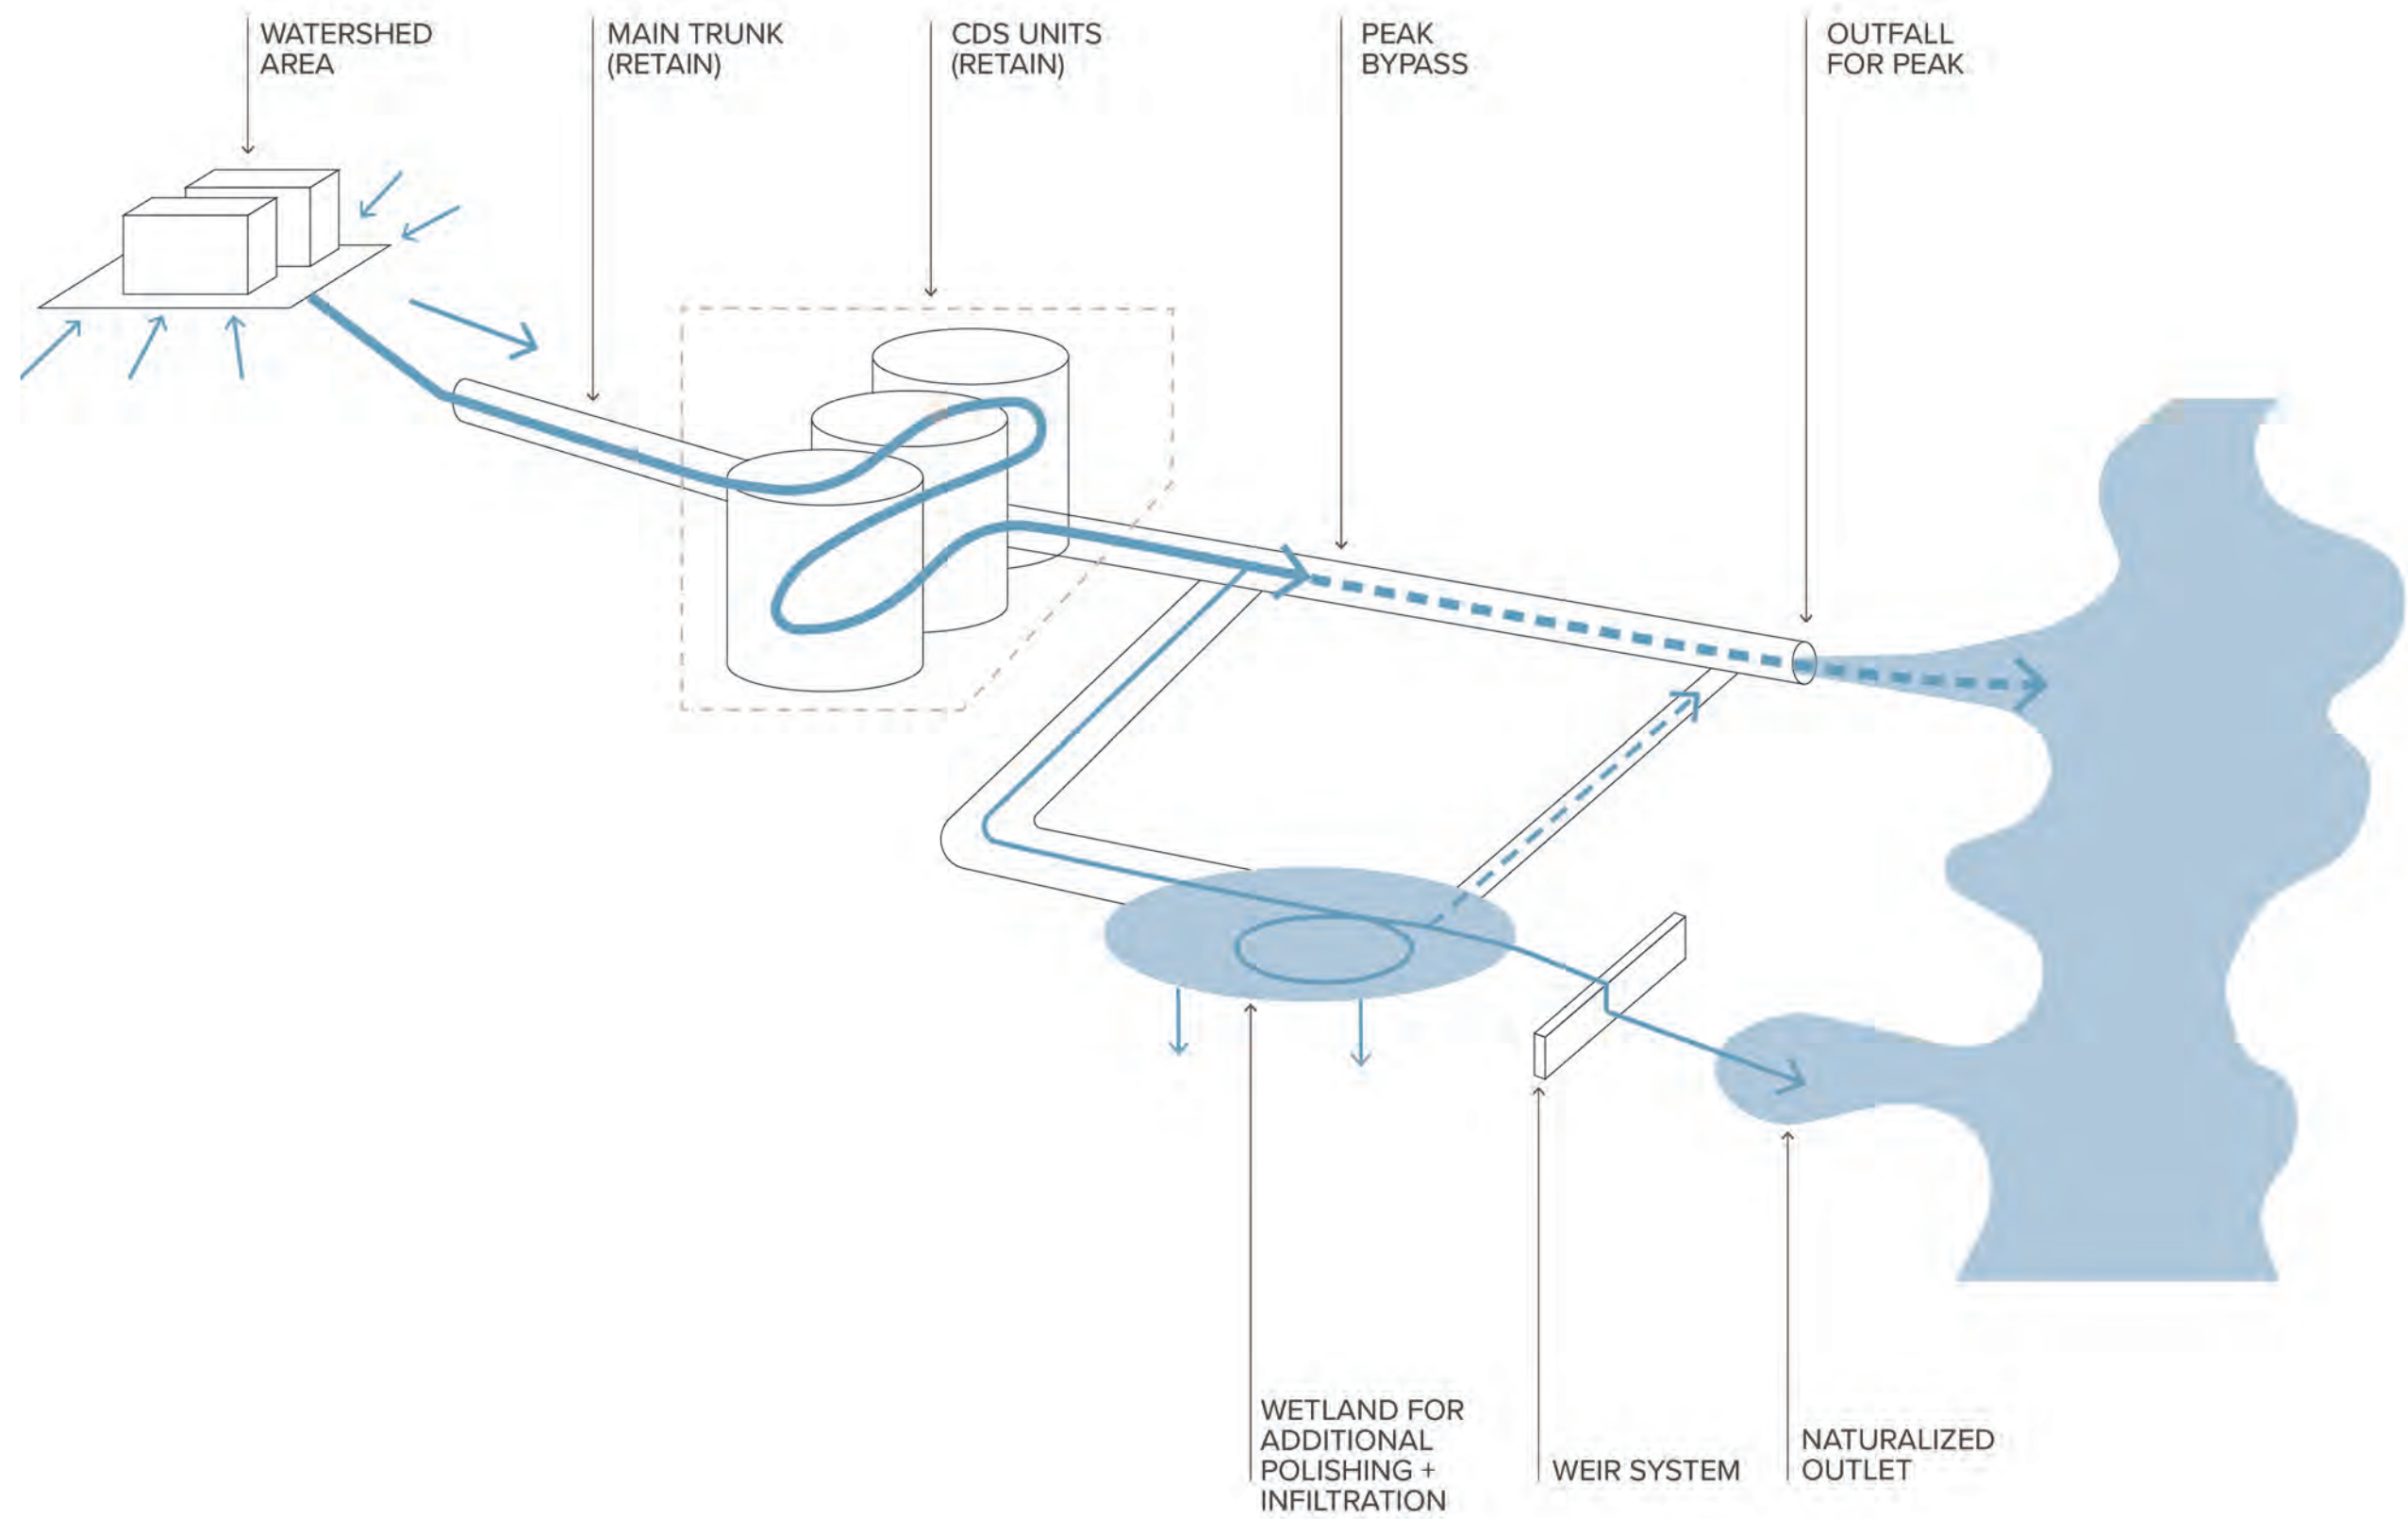 WATERSHED
AREA
MAIN TRUNK
(RETAIN)
CDS UNITS
(RETAIN)
PEAK
BYPASS
OUTFALL
FOR PEAK
WETLAND FOR
ADDITIONAL
POLISHING +
INFILTRATION
WEIR SYSTEM
NATURALIZED
OUTLET